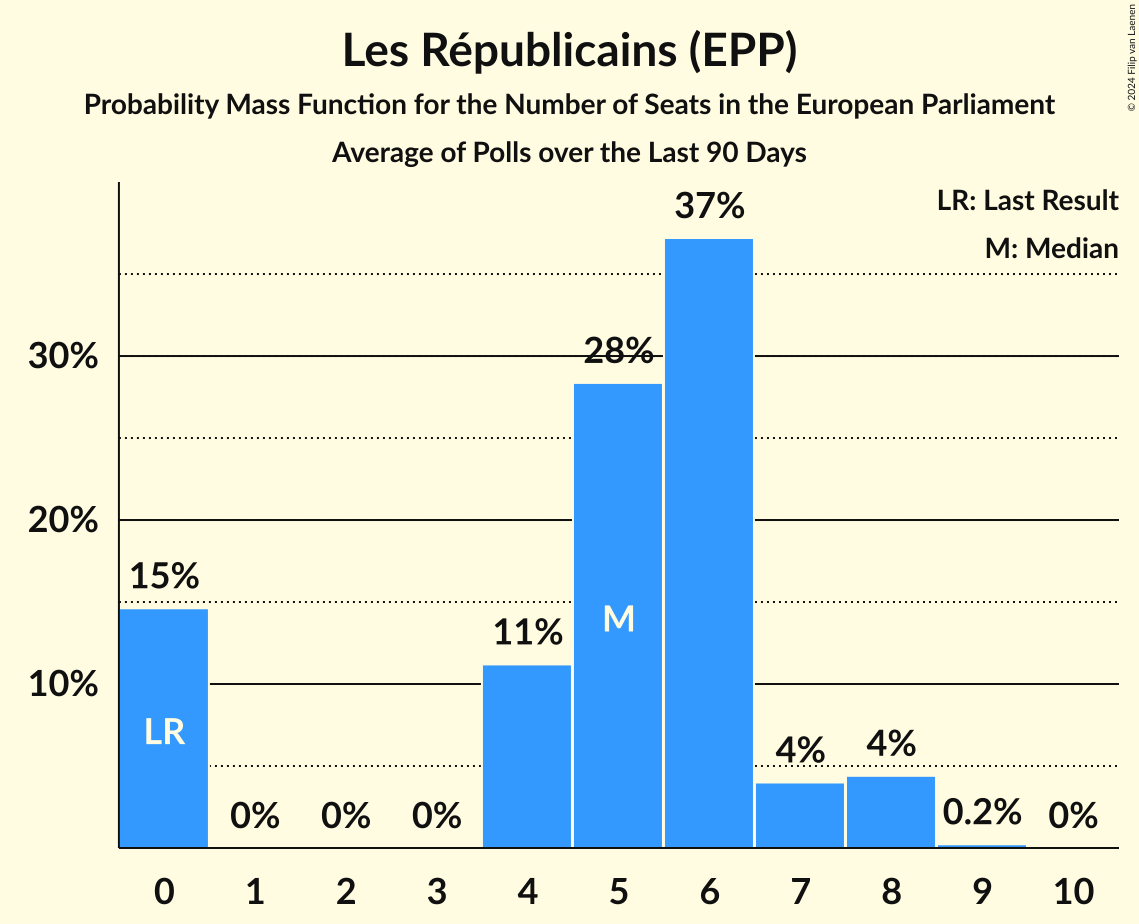 Les Républicains (EPP)
Probability Mass Function for the Number of Seats in the European Parliament
Average of Polls over the Last 90 Days
© 2024 Filip van Laenen
LR: Last Result
M: Median
37%
28%
30%
20%
15%
11%
M
10%
LR
4%
4%
0%
0%
0%
0.2%
0%
0 1 2 3 4 5 6 7 8 9 10